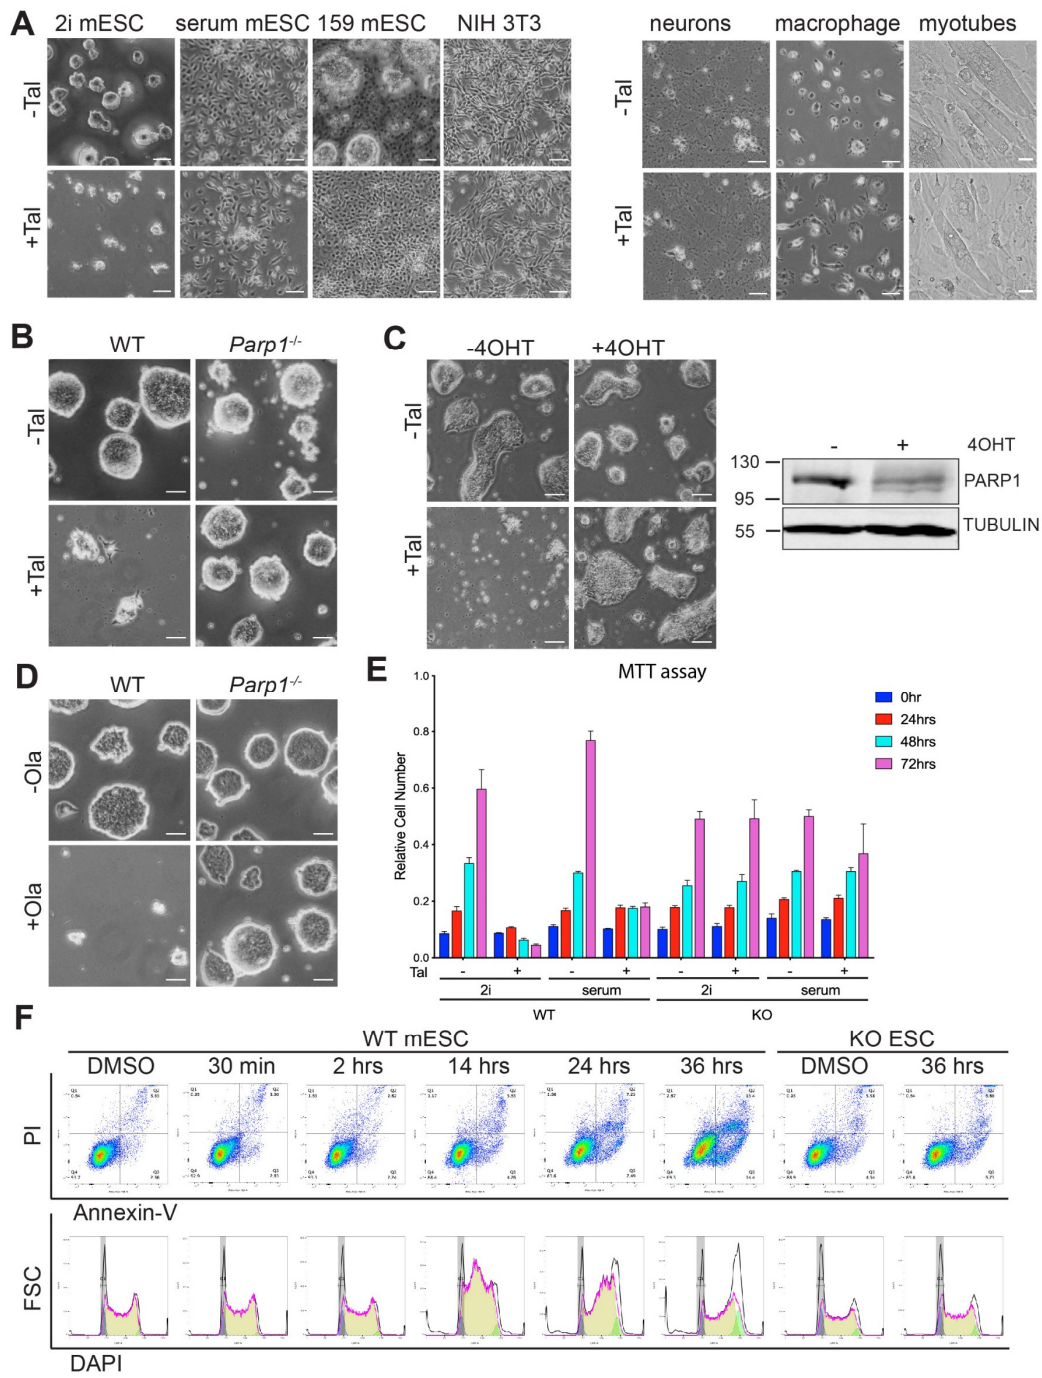 A
2i mESC serum mESC 159 mESC NIH 3T3 neurons macrophage myotubes
-Tal -Tal
+Tal +Tal
B
WT Parp1-/-
-Tal
+Tal
C
-4OHT +4OHT
-Tal
+Tal
- + 4OHT
130
PARP1
95
55 TUBULIN
D
WT Parp1-/-
-Ola
+Ola
E
MTT assay
Relative Cell Number
1.0
0.8
0.6
0.4
0.2
0.0
0hr
24hrs
48hrs
72hrs
Tal - + - + - + - +
2i serum 2i serum
WT KO
F
WT mESC KO ESC
DMSO 30 min 2 hrs 14 hrs 24 hrs 36 hrs DMSO 36 hrs
PI
Annexin-V
FSC
DAPI